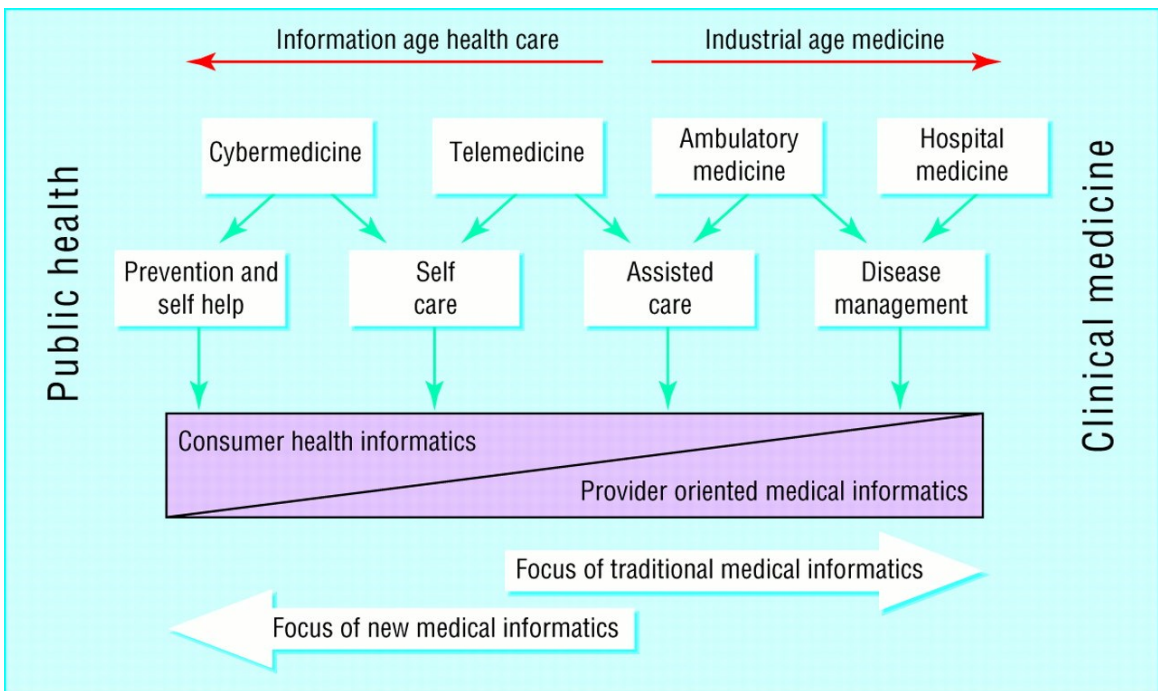 Information age health care
Industrial age medicine
Public health
Clinical medicine
Cybermedicine
Telemedicine
Ambulatory
medicine
Hospital
medicine
Prevention and
self help
Self
care
Assisted
care
Disease
management
Consumer health informatics
Provider oriented medical informatics
Focus of traditional medical informatics
Focus of new medical informatics